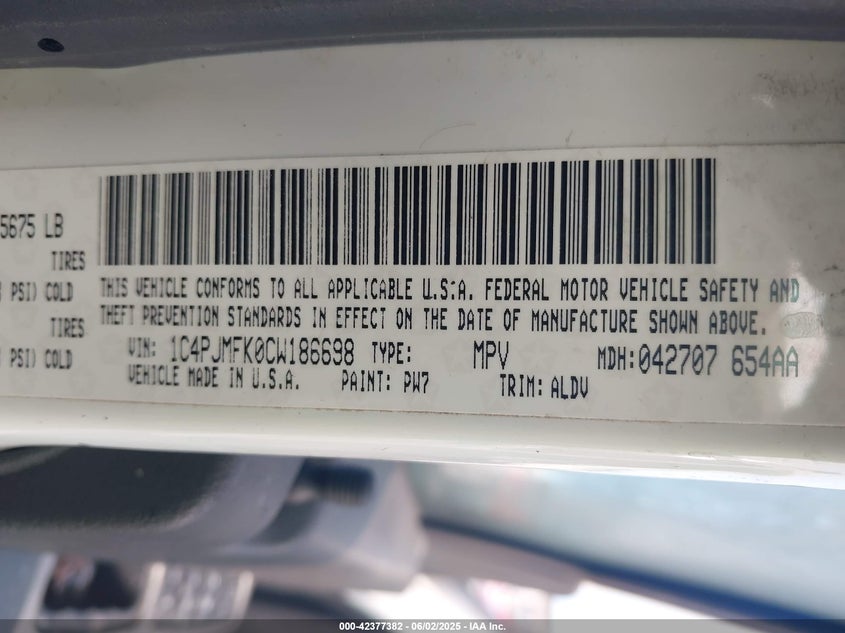 5675 LB
TIRES
PSI) COLD
TIRES
PSI) COLD
THIS VEHICLE CONFORMS TO ALL APPLICABLE U.S.A. FEDERAL MOTOR VEHICLE SAFETY AND
THEFT PREVENTION STANDARDS IN EFFECT ON THE DATE OF MANUFACTURE SHOWN ABOVE.
VIN: 1C4PJMFK0CW186698 TYPE: MPV MDH:042707 654AA
VEHICLE MADE IN U.S.A. PAINT: PW7 TRIM: ALDV
000-42377382 - 06/02/2025 - IAA Inc.